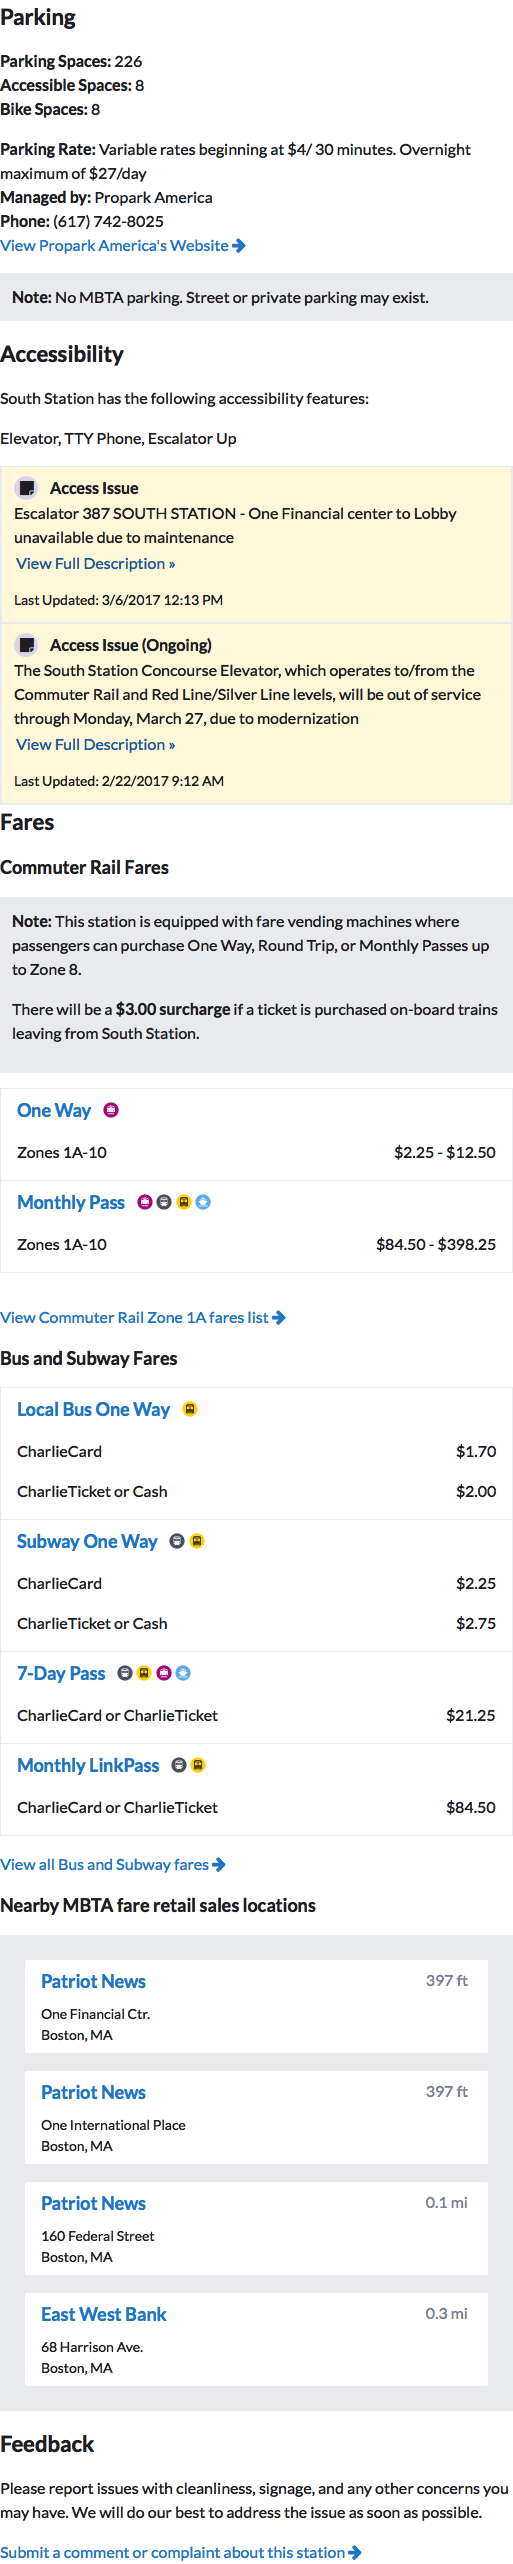 Parking
Parking Spaces: 226
Accessible Spaces: 8
Bike Spaces: 8
Parking Rate: Variable rates beginning at $4/ 30 minutes. Overnight
maximum of $27/day
Managed by: Propark America
Phone: (617) 742-8025
View Propark America's Website
Note: No MBTA parking. Street or private parking may exist.
Accessibility
South Station has the following accessibility features:
Elevator, TTY Phone, Escalator Up
Access Issue
Escalator 387 SOUTH STATION - One Financial center to Lobby
unavailable due to maintenance
View Full Description »
Last Updated: 3/6/2017 12:13 PM
Access Issue (Ongoing)
The South Station Concourse Elevator, which operates to/from the
Commuter Rail and Red Line/Silver Line levels, will be out of service
through Monday, March 27, due to modernization
View Full Description »
Last Updated: 2/22/2017 9:12 AM
Fares
Commuter Rail Fares
Note: This station is equipped with fare vending machines where
passengers can purchase One Way, Round Trip, or Monthly Passes up
to Zone 8.
There will be a $3.00 surcharge if a ticket is purchased on-board trains
leaving from South Station.
One Way
Zones 1A-10 $2.25 - $12.50
Monthly Pass
Zones 1A-10 $84.50 - $398.25
View Commuter Rail Zone 1A fares list
Bus and Subway Fares
Local Bus One Way
CharlieCard $1.70
CharlieTicket or Cash $2.00
Subway One Way
CharlieCard $2.25
CharlieTicket or Cash $2.75
7-Day Pass
CharlieCard or CharlieTicket $21.25
Monthly LinkPass
CharlieCard or CharlieTicket $84.50
View all Bus and Subway fares
Nearby MBTA fare retail sales locations
Patriot News 397 ft
One Financial Ctr.
Boston, MA
Patriot News 397 ft
One International Place
Boston, MA
Patriot News 0.1 mi
160 Federal Street
Boston, MA
East West Bank 0.3 mi
68 Harrison Ave.
Boston, MA
Feedback
Please report issues with cleanliness, signage, and any other concerns you
may have. We will do our best to address the issue as soon as possible.
Submit a comment or complaint about this station